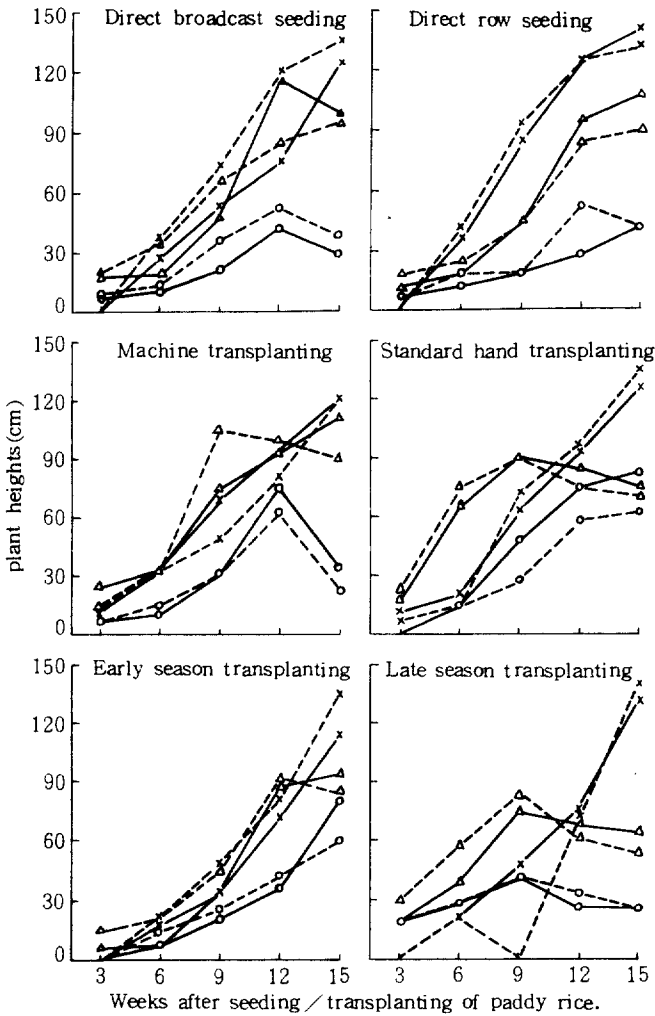 Direct broadcast seeding
Direct row seeding
150
120
90
60
30
0
Machine transplanting
Standard hand transplanting
150
120
90
60
30
0
plant heights(cm)
Early season transplanting
Late season transplanting
150
120
90
60
30
0
3 6 9 12 15
3 6 9 12 15
Weeks after seeding / transplanting of paddy rice.